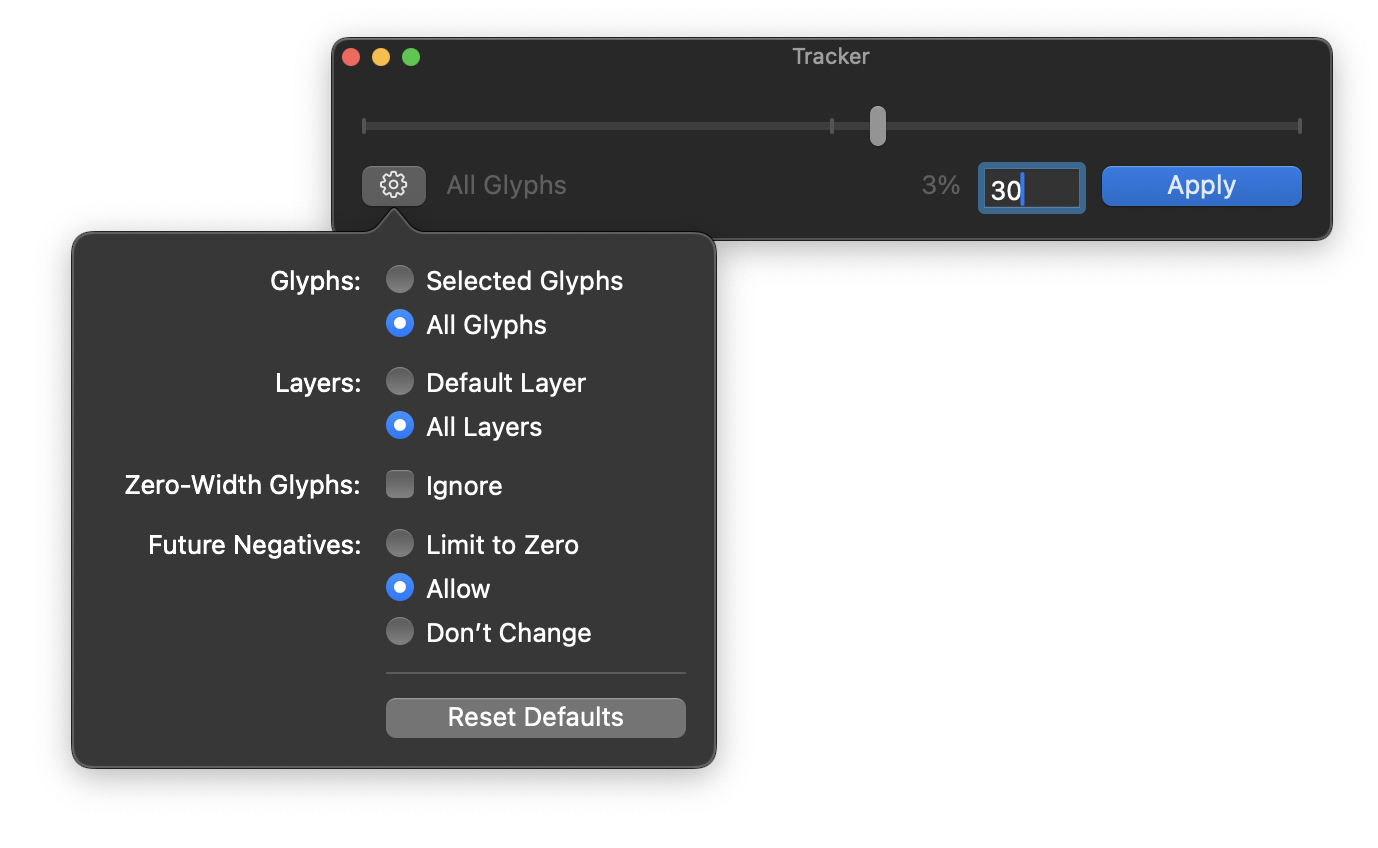 Tracker
All Glyphs 3% 30 Apply
Glyphs: Selected Glyphs
All Glyphs
Layers: Default Layer
All Layers
Zero-Width Glyphs: Ignore
Future Negatives: Limit to Zero
Allow
Don’t Change
Reset Defaults